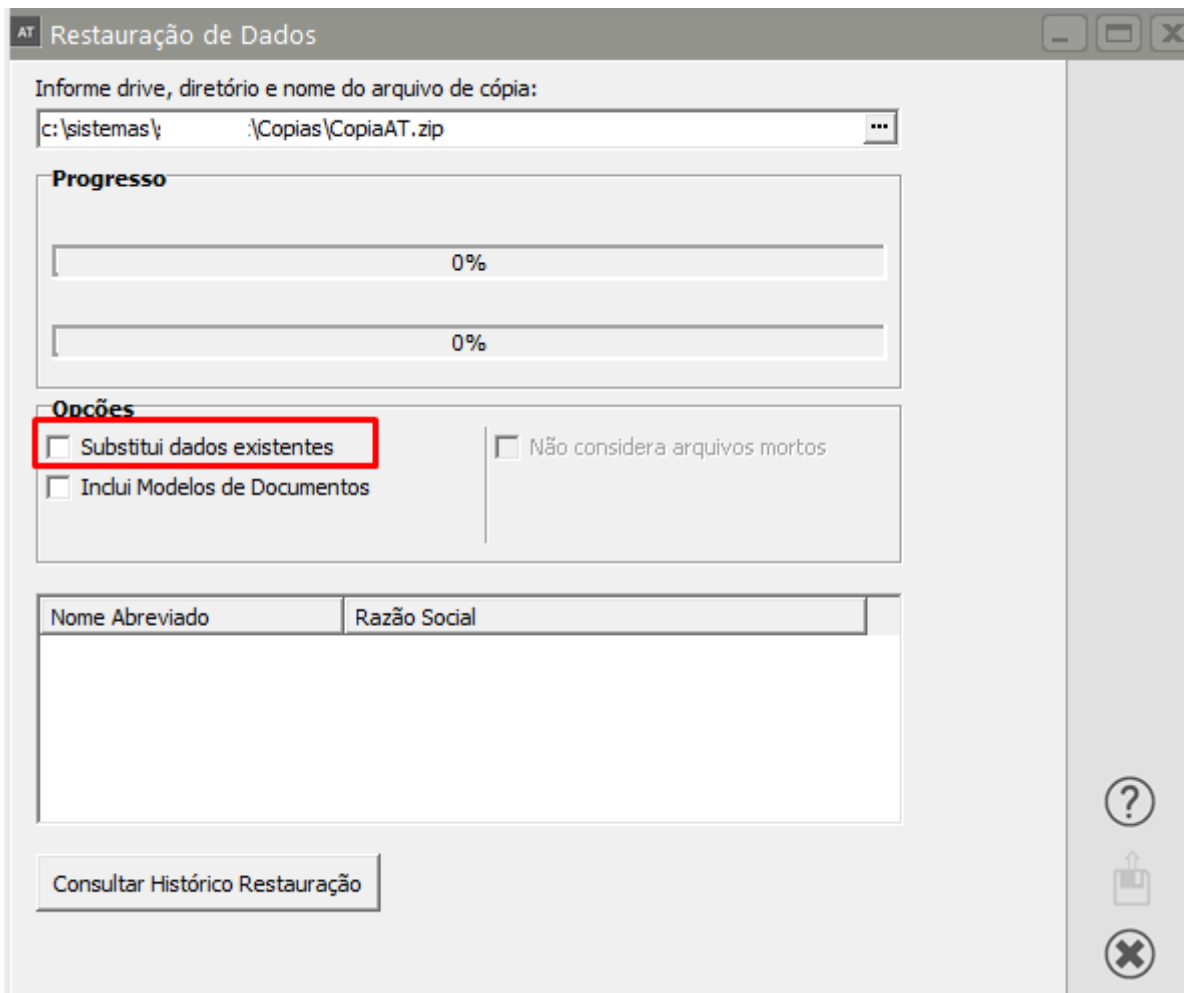 AT Restauração de Dados
Informe drive, diretório e nome do arquivo de cópia:
c:\sistemas\ :\Copias\CopiaAT.zip ...
Progresso
0%
0%
Opções
Substitui dados existentes
Não considera arquivos mortos
Inclui Modelos de Documentos
Nome Abreviado Razão Social
Consultar Histórico Restauração
?